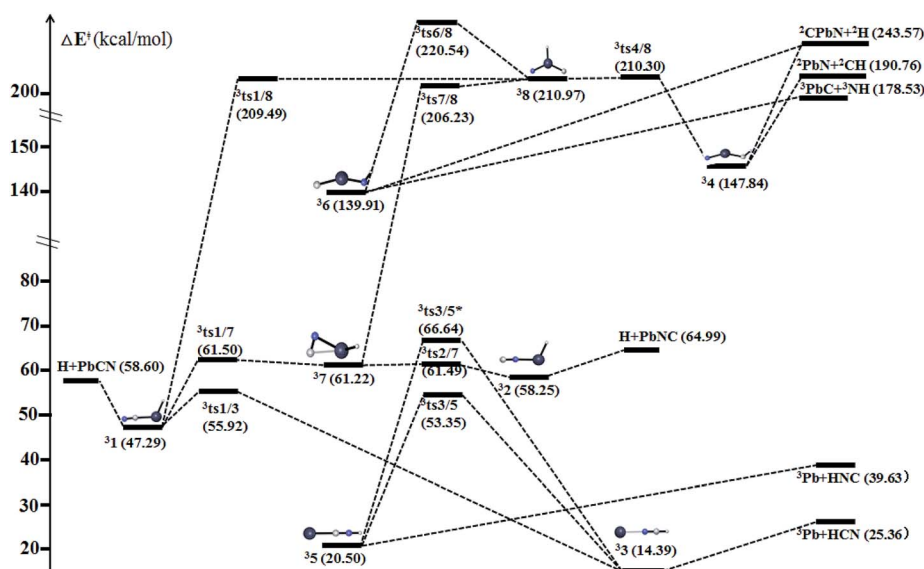 ΔE‡ (kcal/mol)
200
150
140
80
70
60
50
40
30
20
³ts6/8
(220.54)
³ts1/8
(209.49)
³ts7/8
(206.23)
³8 (210.97)
³ts4/8
(210.30)
²CPbN+²H (243.57)
²PbN+²CH (190.76)
³PbC+³NH (178.53)
³6 (139.91)
³4 (147.84)
H+PbCN (58.60)
³1 (47.29)
³ts1/7
(61.50)
³ts1/3
(55.92)
³7 (61.22)
³ts3/5*
(66.64)
³ts2/7
(61.49)
³ts3/5
(53.35)
³2 (58.25)
H+PbNC (64.99)
³5 (20.50)
³3 (14.39)
³Pb+HNC (39.63)
³Pb+HCN (25.36)